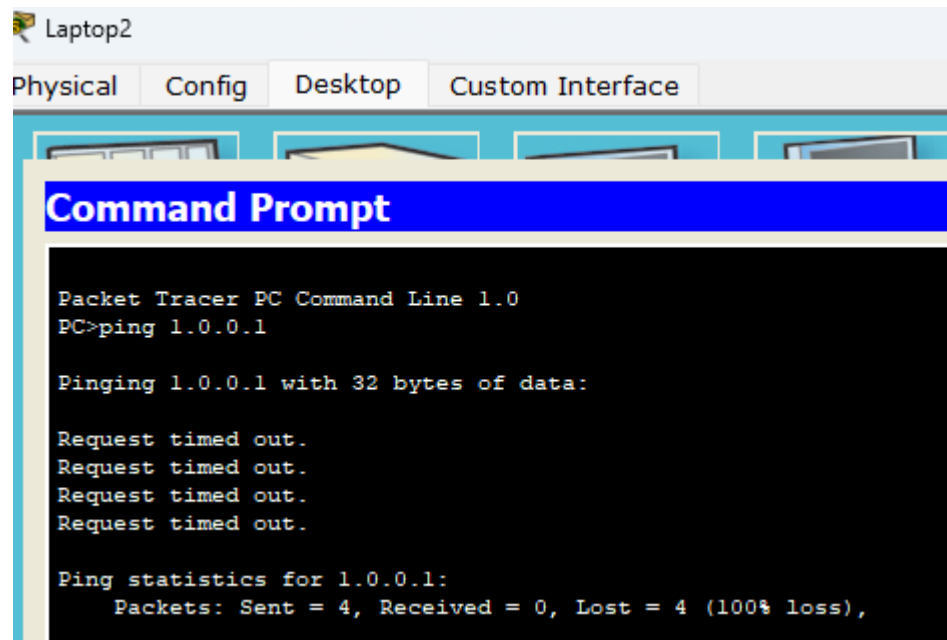 Laptop2
Physical Config Desktop Custom Interface
Command Prompt
Packet Tracer PC Command Line 1.0
PC>ping 1.0.0.1
Pinging 1.0.0.1 with 32 bytes of data:
Request timed out.
Request timed out.
Request timed out.
Request timed out.
Ping statistics for 1.0.0.1:
Packets: Sent = 4, Received = 0, Lost = 4 (100% loss),